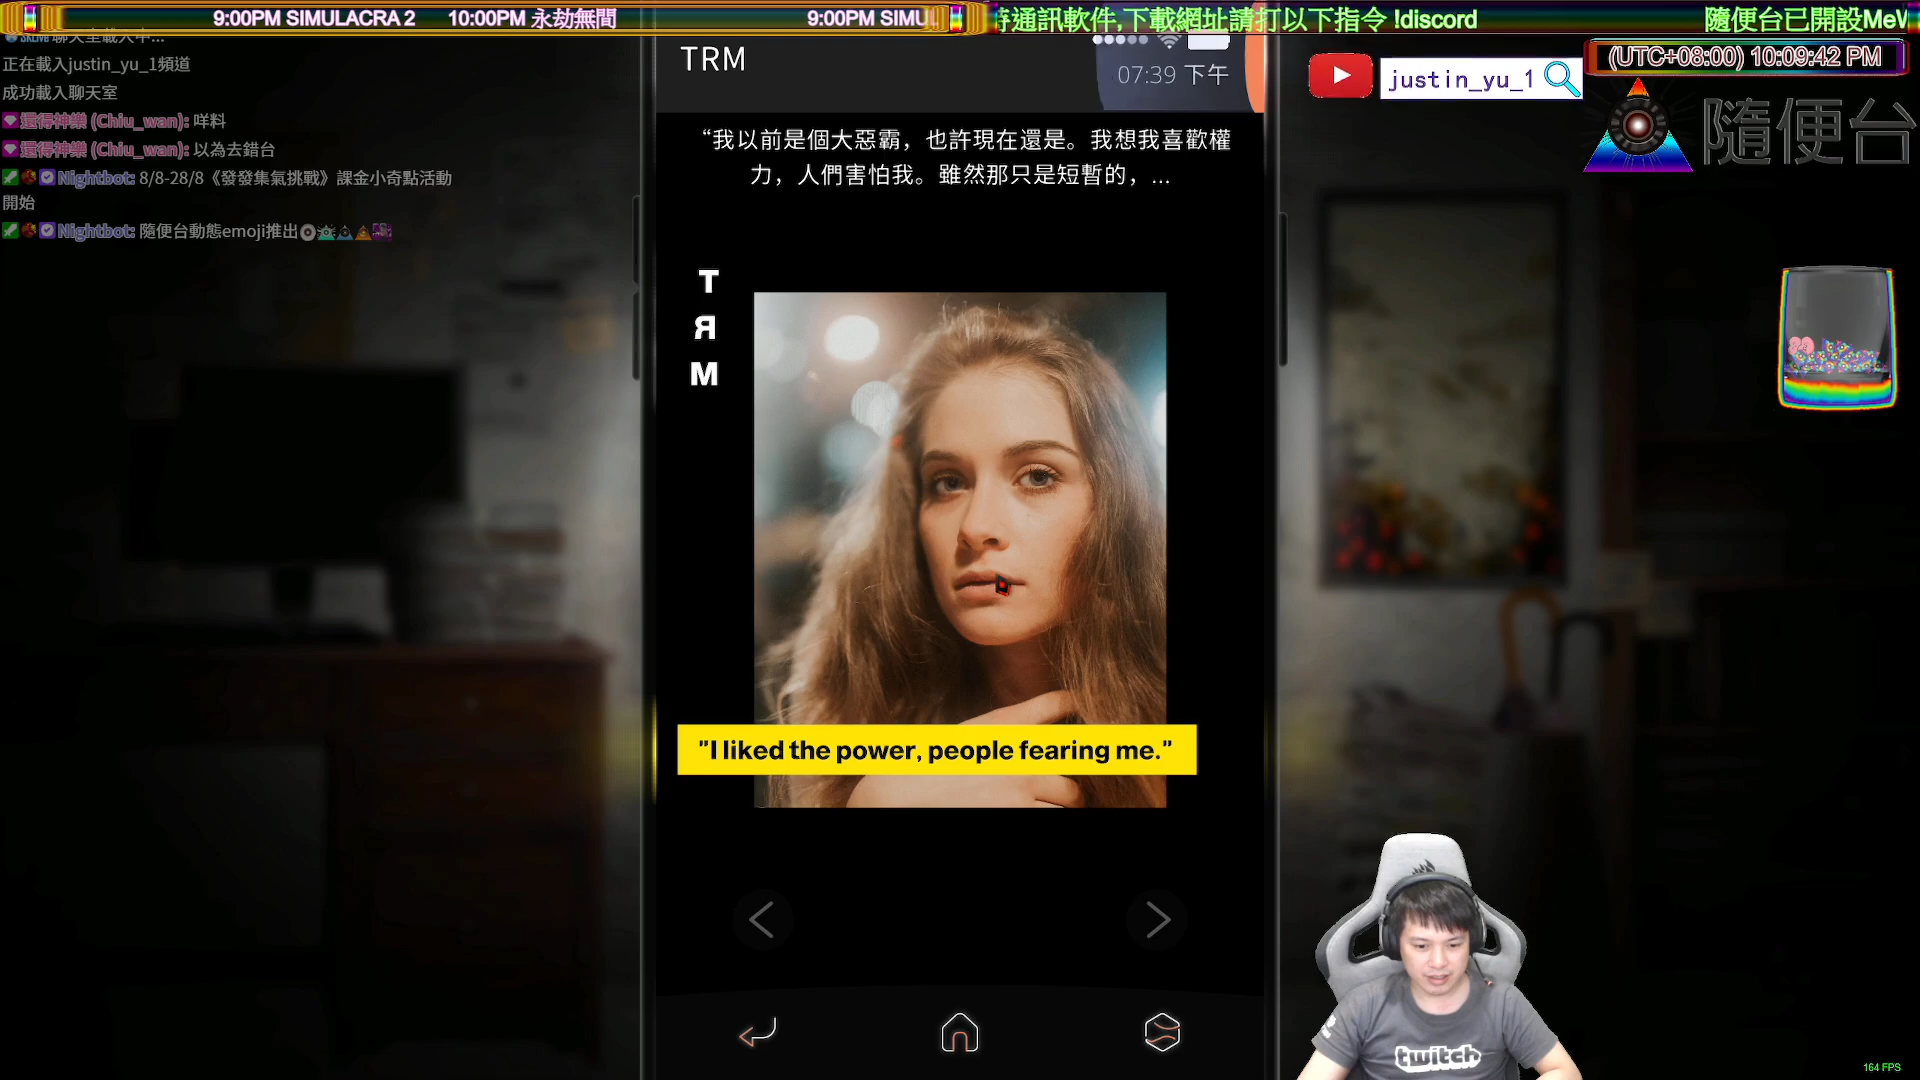 9:00PM SIMULACRA 2 10:00PM 永劫無間 9:00PM SIMUL
時通訊軟件,下載網址請打以下指令 !discord 隨便台已開設MeW
聊天室載入中...
正在載入justin_yu_1頻道
成功載入聊天室
還得神樂 (Chiu_wan): 咩料
還得神樂 (Chiu_wan): 以為去錯台
Nightbot: 8/8-28/8《發發集氣挑戰》課金小奇點活動
開始
Nightbot: 隨便台動態emoji推出
TRM
07:39 下午
“我以前是個大惡霸，也許現在還是。我想我喜歡權
力，人們害怕我。雖然那只是短暫的，...
T
R
M
"I liked the power, people fearing me."
justin_yu_1
(UTC+08:00) 10:09:42 PM
隨便台
twitch
164 FPS